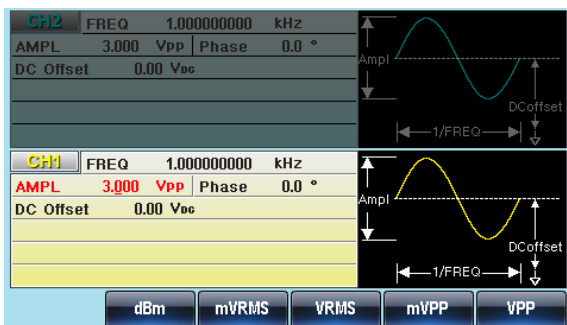 CH2 FREQ 1.000000000 kHz
AMPL 3.000 Vpp Phase 0.0 °
DC Offset 0.00 VDC
Ampl
DCoffset
1/FREQ
CH1 FREQ 1.000000000 kHz
AMPL 3.000 Vpp Phase 0.0 °
DC Offset 0.00 VDC
Ampl
DCoffset
1/FREQ
dBm mVRMS VRMS mVPP VPP